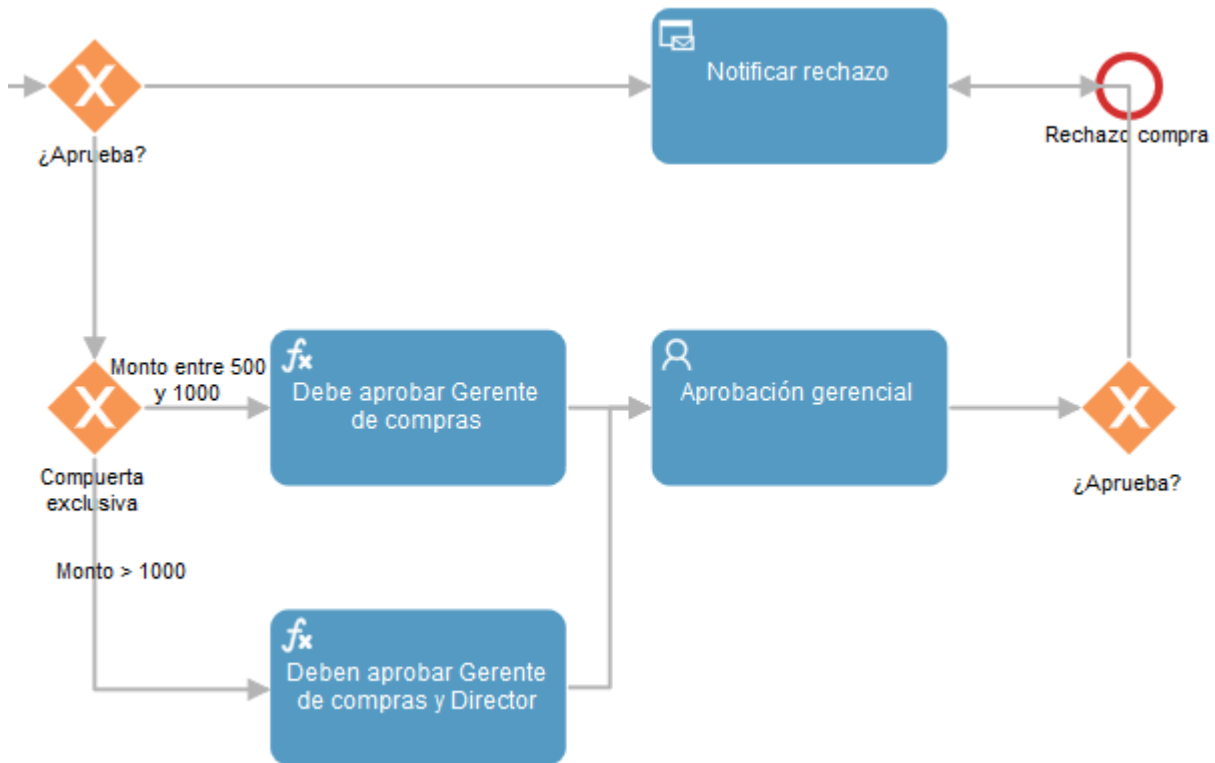 Notificar rechazo
¿Aprueba?
Rechazo compra
Monto entre 500
y 1000
Debe aprobar Gerente
de compras
Aprobación gerencial
Compuerta
exclusiva
¿Aprueba?
Monto > 1000
Deben aprobar Gerente
de compras y Director